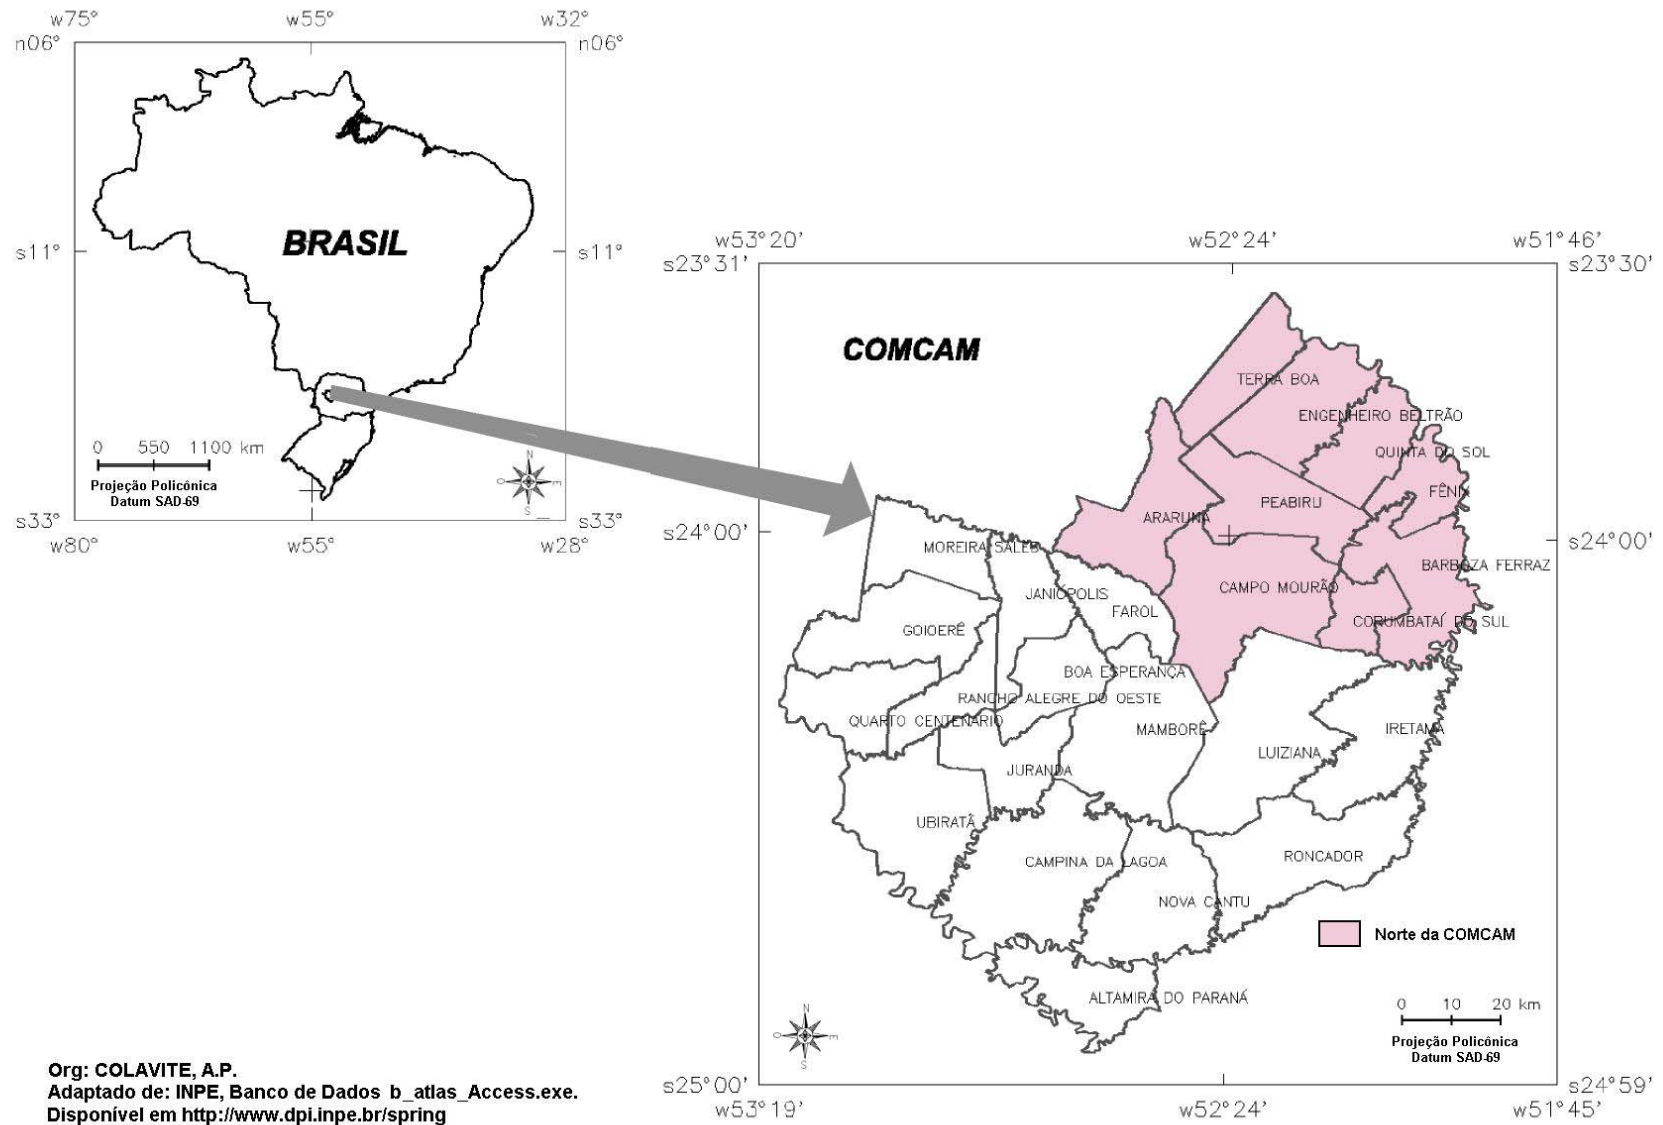 w75° w55° w32°
n06° n06°
BRASIL
s11° s11°
0 550 1100 km
Projeção Policónica
Datum SAD-69
N
O E
S
s33° s33°
w80° w55° w28°
w53°20' w52°24' w51°46'
s23°31' s23°30'
COMCAM
TERRA BOA
ENGENHEIRO BELTRÃO
QUINTA DO SOL
FÊNIX
PEABIRU
ARARUNA
s24°00' s24°00'
MOREIRA SALES
BARBOZA FERRAZ
CAMPO MOURÃO
JANIÓPOLIS
FAROL
CORUMBATAÍ DO SUL
GOIOERÊ
BOA ESPERANÇA
RANCHO ALEGRE DO OESTE
QUARTO CENTENÁRIO
MAMBORÊ
IRETAMA
LUIZIANA
JURANDA
UBIRATÃ
RONCADOR
CAMPINA DA LAGOA
NOVA CANTU
Norte da COMCAM
ALTAMIRA DO PARANÁ
0 10 20 km
Projeção Policónica
Datum SAD-69
N
O E
S
s25°00' s24°59'
w53°19' w52°24' w51°45'
Org: COLAVITE, A.P.
Adaptado de: INPE, Banco de Dados b_atlas_Access.exe.
Disponível em http://www.dpi.inpe.br/spring